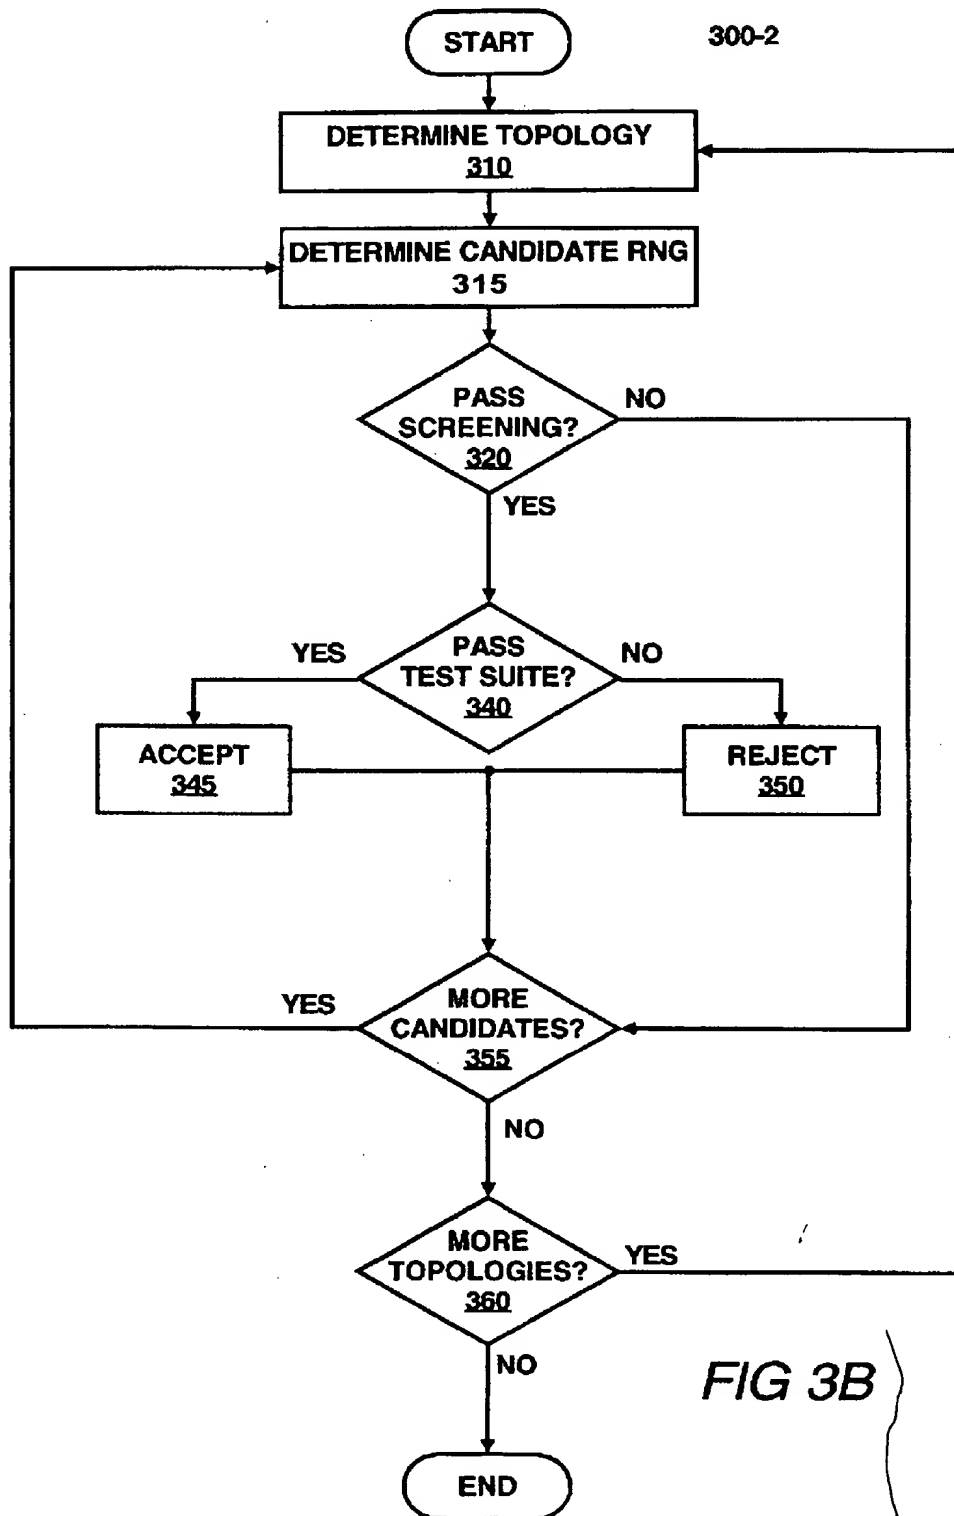 START
300-2
DETERMINE TOPOLOGY
310
DETERMINE CANDIDATE RNG
315
PASS
SCREENING?
320
NO
YES
PASS
TEST SUITE?
340
YES
NO
ACCEPT
345
REJECT
350
MORE
CANDIDATES?
355
YES
NO
MORE
TOPOLOGIES?
360
YES
NO
FIG 3B
END